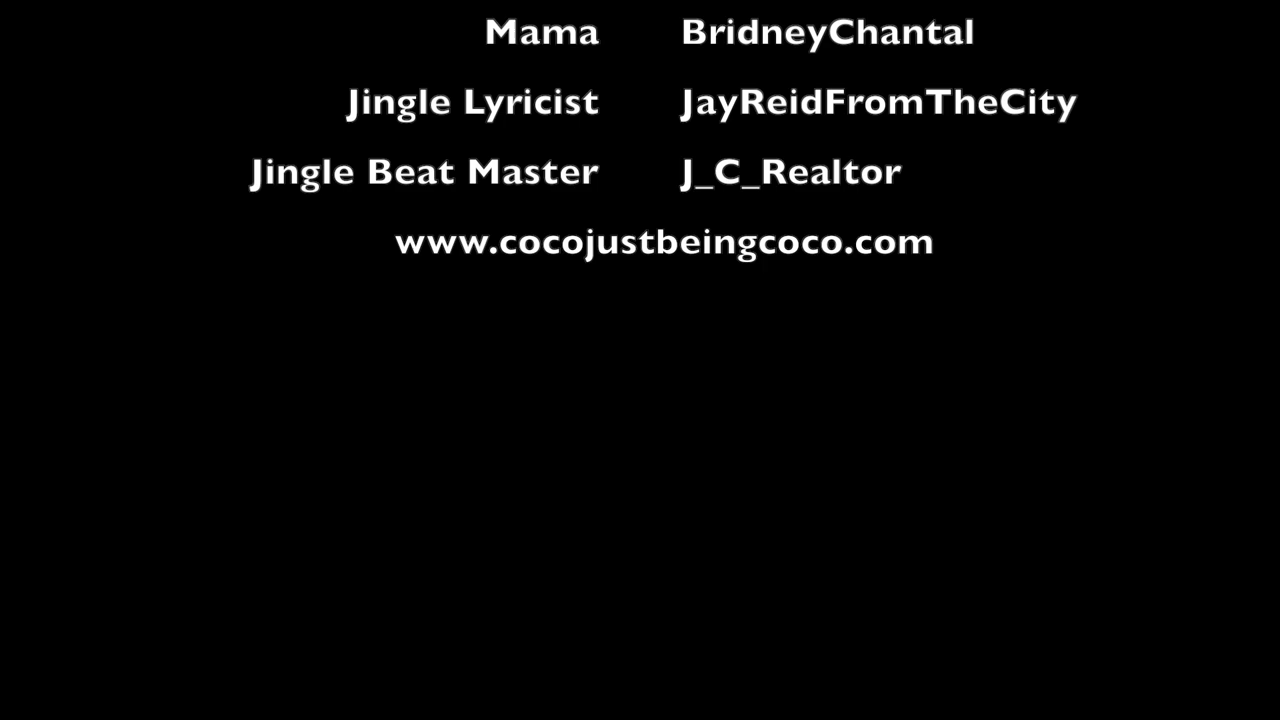 Mama BridneyChantal
Jingle Lyricist JayReidFromTheCity
Jingle Beat Master J_C_Realtor
www.cocojustbeingcoco.com